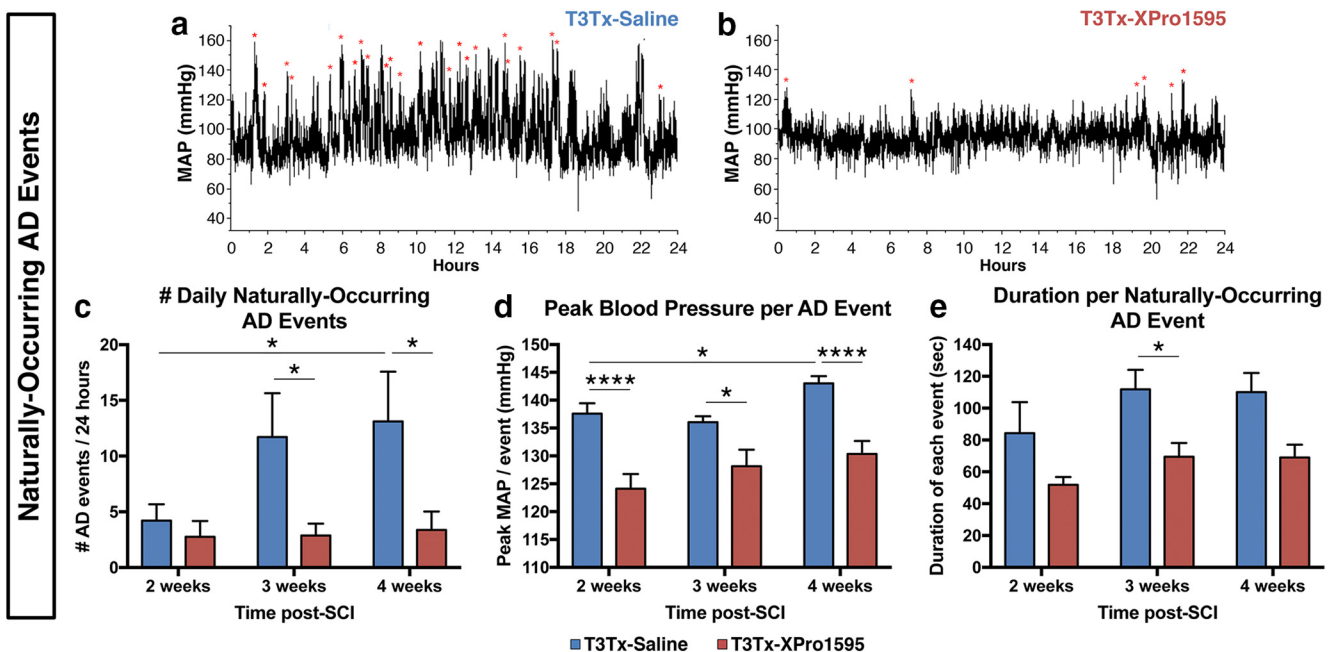 Naturally-Occurring AD Events
a
T3Tx-Saline
MAP (mmHg)
160
140
120
100
80
60
40
0 2 4 6 8 10 12 14 16 18 20 22 24
Hours
b
T3Tx-XPro1595
MAP (mmHg)
160
140
120
100
80
60
40
0 2 4 6 8 10 12 14 16 18 20 22 24
Hours
c
# Daily Naturally-Occurring
AD Events
# AD events / 24 hours
20
15
10
5
0
* * *
2 weeks 3 weeks 4 weeks
Time post-SCI
d
Peak Blood Pressure per AD Event
Peak MAP / event (mmHg)
150
145
140
135
130
125
120
115
110
**** * * ****
2 weeks 3 weeks 4 weeks
Time post-SCI
e
Duration per Naturally-Occurring
AD Event
Duration of each event (sec)
140
120
100
80
60
40
20
0
*
2 weeks 3 weeks 4 weeks
Time post-SCI
T3Tx-Saline T3Tx-XPro1595